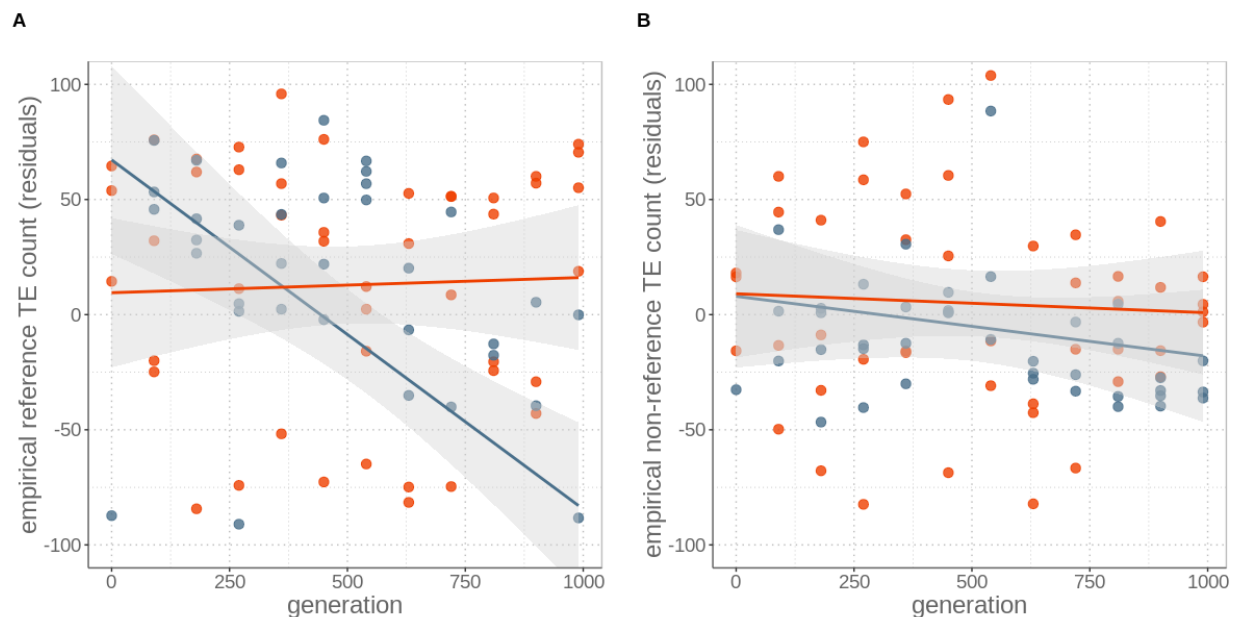 A
empirical reference TE count (residuals)
100
50
0
-50
-100
0 250 500 750 1000
generation
B
empirical non-reference TE count (residuals)
100
50
0
-50
-100
0 250 500 750 1000
generation